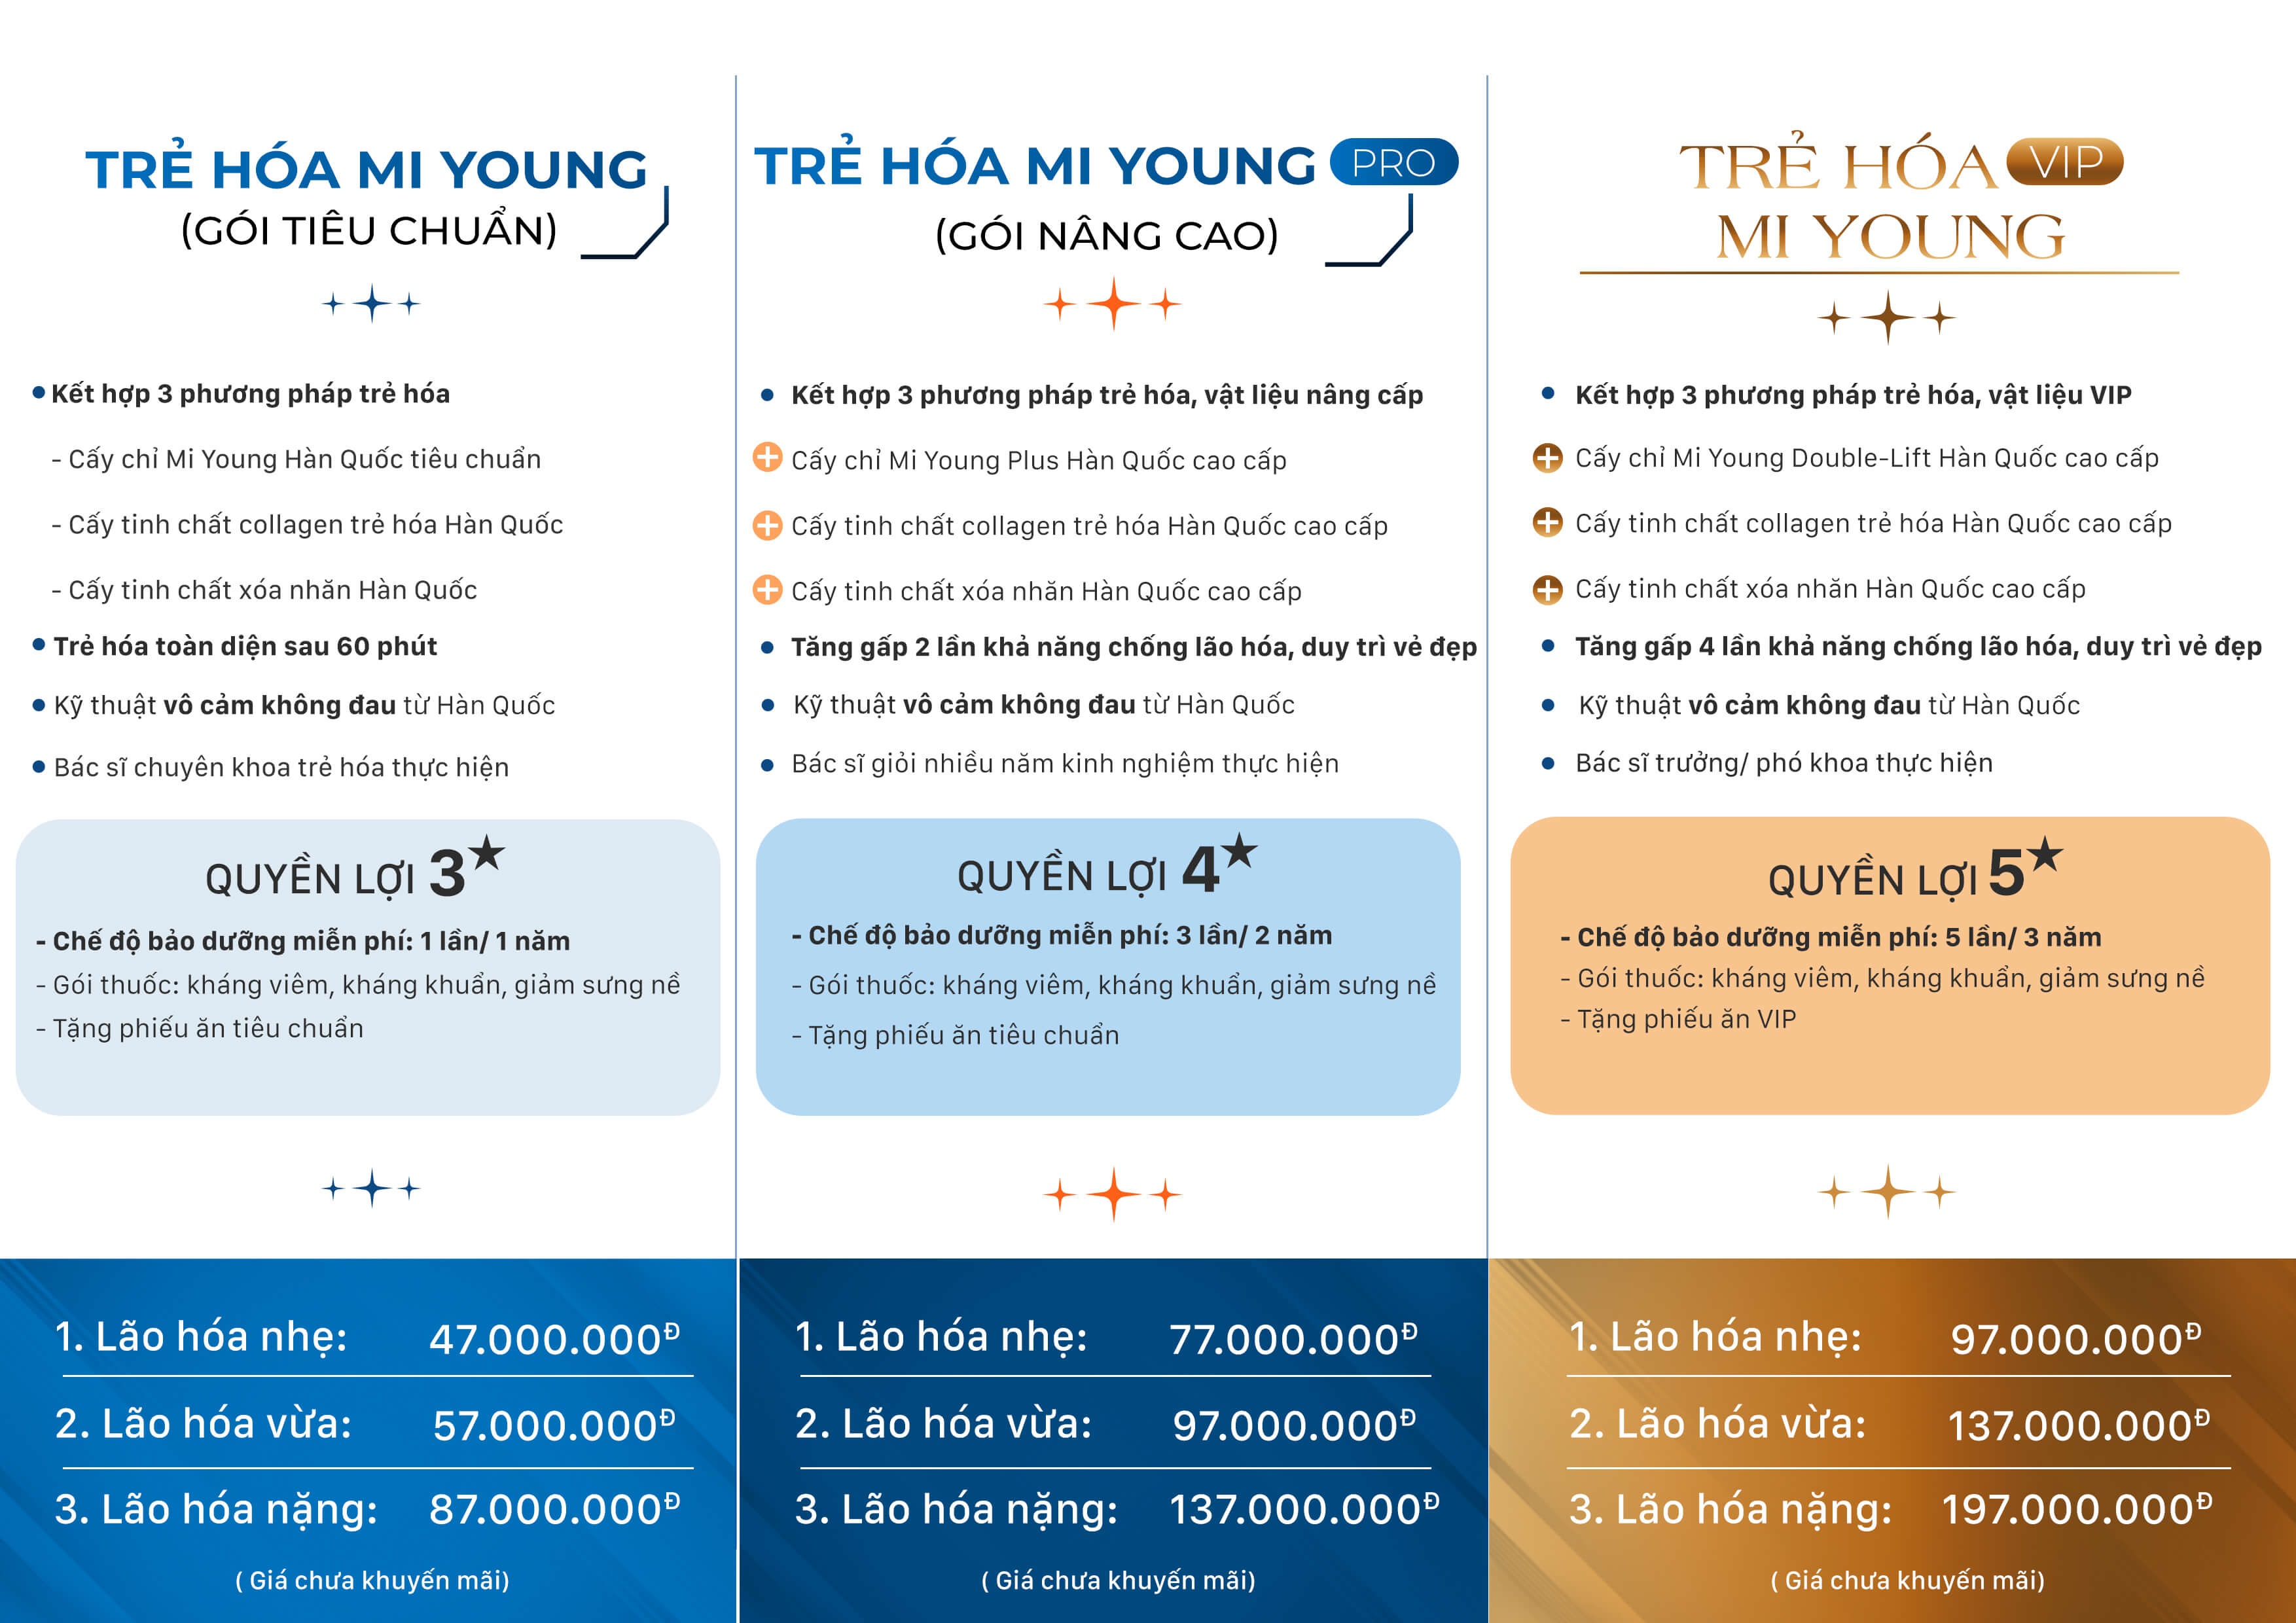 TRẺ HÓA MI YOUNG
(GÓI TIÊU CHUẨN)
Kết hợp 3 phương pháp trẻ hóa
- Cấy chỉ Mi Young Hàn Quốc tiêu chuẩn
- Cấy tinh chất collagen trẻ hóa Hàn Quốc
- Cấy tinh chất xóa nhăn Hàn Quốc
Trẻ hóa toàn diện sau 60 phút
Kỹ thuật vô cảm không đau từ Hàn Quốc
Bác sĩ chuyên khoa trẻ hóa thực hiện
QUYỀN LỢI 3★
- Chế độ bảo dưỡng miễn phí: 1 lần/ 1 năm
- Gói thuốc: kháng viêm, kháng khuẩn, giảm sưng nề
- Tặng phiếu ăn tiêu chuẩn
1. Lão hóa nhẹ: 47.000.000Đ
2. Lão hóa vừa: 57.000.000Đ
3. Lão hóa nặng: 87.000.000Đ
( Giá chưa khuyến mãi)
TRẺ HÓA MI YOUNG PRO
(GÓI NÂNG CAO)
Kết hợp 3 phương pháp trẻ hóa, vật liệu nâng cấp
Cấy chỉ Mi Young Plus Hàn Quốc cao cấp
Cấy tinh chất collagen trẻ hóa Hàn Quốc cao cấp
Cấy tinh chất xóa nhăn Hàn Quốc cao cấp
Tăng gấp 2 lần khả năng chống lão hóa, duy trì vẻ đẹp
Kỹ thuật vô cảm không đau từ Hàn Quốc
Bác sĩ giỏi nhiều năm kinh nghiệm thực hiện
QUYỀN LỢI 4★
- Chế độ bảo dưỡng miễn phí: 3 lần/ 2 năm
- Gói thuốc: kháng viêm, kháng khuẩn, giảm sưng nề
- Tặng phiếu ăn tiêu chuẩn
1. Lão hóa nhẹ: 77.000.000Đ
2. Lão hóa vừa: 97.000.000Đ
3. Lão hóa nặng: 137.000.000Đ
( Giá chưa khuyến mãi)
TRẺ HÓA VIP
MI YOUNG
Kết hợp 3 phương pháp trẻ hóa, vật liệu VIP
Cấy chỉ Mi Young Double-Lift Hàn Quốc cao cấp
Cấy tinh chất collagen trẻ hóa Hàn Quốc cao cấp
Cấy tinh chất xóa nhăn Hàn Quốc cao cấp
Tăng gấp 4 lần khả năng chống lão hóa, duy trì vẻ đẹp
Kỹ thuật vô cảm không đau từ Hàn Quốc
Bác sĩ trưởng/ phó khoa thực hiện
QUYỀN LỢI 5★
- Chế độ bảo dưỡng miễn phí: 5 lần/ 3 năm
- Gói thuốc: kháng viêm, kháng khuẩn, giảm sưng nề
- Tặng phiếu ăn VIP
1. Lão hóa nhẹ: 97.000.000Đ
2. Lão hóa vừa: 137.000.000Đ
3. Lão hóa nặng: 197.000.000Đ
( Giá chưa khuyến mãi)